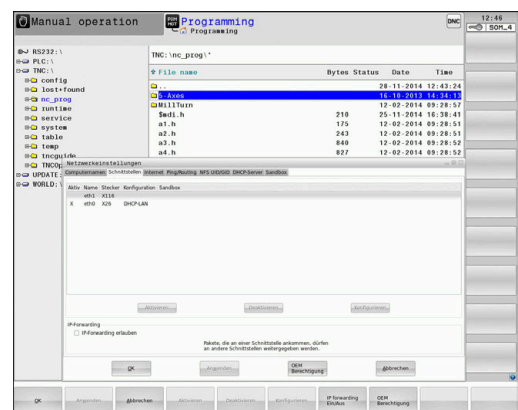 Manual operation
PGM MGT
Programming
Programming
DNC
12:46
SOM_4
RS232:\
PLC:\
TNC:\
config
lost+found
nc_prog
runtime
service
system
table
temp
tncguide
UPDATE:
WORLD:\
TNC:\nc_prog\*
File name Bytes Status Date Time
.. 28-11-2014 12:43:24
5-Axes 16-10-2013 14:34:13
MillTurn 12-02-2014 09:28:57
$mdi.h 210 25-11-2014 16:38:41
a1.h 175 12-02-2014 09:28:51
a2.h 243 12-02-2014 09:28:51
a3.h 840 12-02-2014 09:28:52
a4.h 827 12-02-2014 09:28:52
Netzwerkeinstellungen
Computernamen Schnittstellen Internet Ping/Routing NFS UID/GID DHCP-Server Sandbox
Aktiv Name Stecker Konfiguration Sandbox
eth1 X116
X eth0 X26 DHCP-LAN
Aktivieren Deaktivieren Konfigurieren
IP-Forwarding
IP-Forwarding erlauben
Pakete, die an einer Schnittstelle ankommen, dürfen
an andere Schnittstellen weitergegeben werden.
OK Anwenden OEM Berechtigung Abbrechen
OK Anwenden Abbrechen Aktivieren Deaktivieren Konfigurieren IP forwarding Ein/Aus OEM Berechtigung